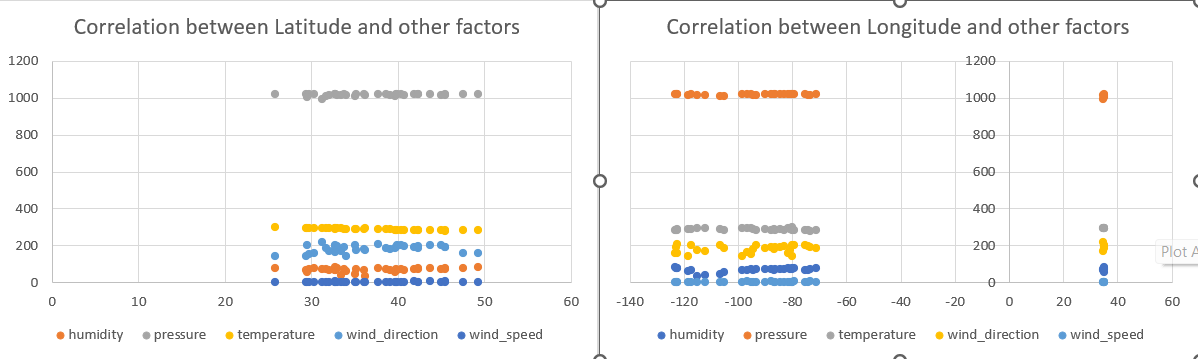 Correlation between Latitude and other factors
1200
1000
800
600
400
200
0
0 10 20 30 40 50 60
humidity pressure temperature wind_direction wind_speed
Correlation between Longitude and other factors
1200
1000
800
600
400
200
0
-140 -120 -100 -80 -60 -40 -20 0 20 40 60
humidity pressure temperature wind_direction wind_speed
Plot A